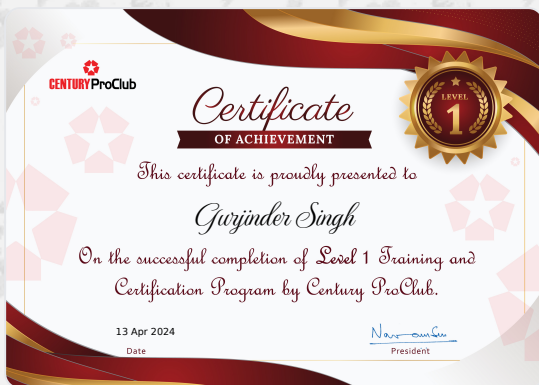 CENTURY ProClub
LEVEL
1
Certificate
OF ACHIEVEMENT
This certificate is proudly presented to
Gurjinder Singh
On the successful completion of Level 1 Training and
Certification Program by Century ProClub.
13 Apr 2024
Date
President